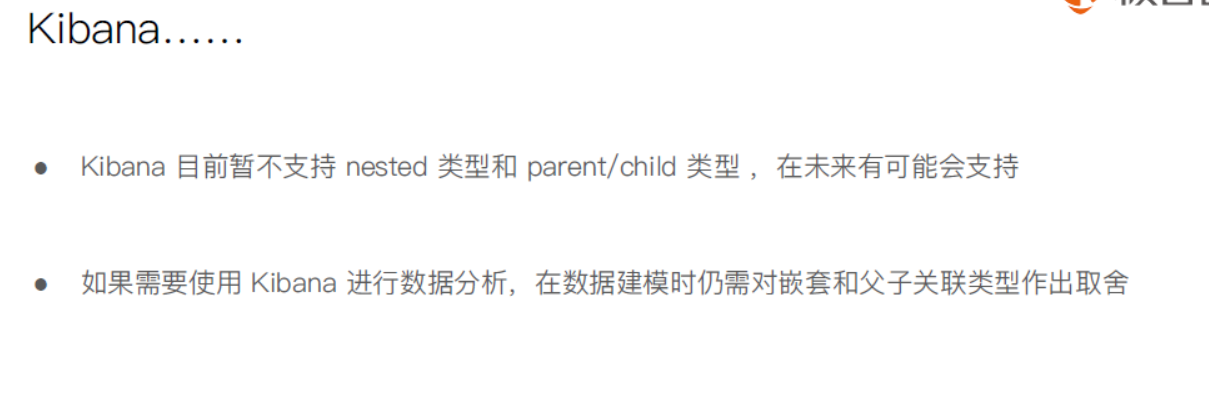 Kibana......
● Kibana 目前暂不支持 nested 类型和 parent/child 类型 ，在未来有可能会支持
● 如果需要使用 Kibana 进行数据分析，在数据建模时仍需对嵌套和父子关联类型作出取舍